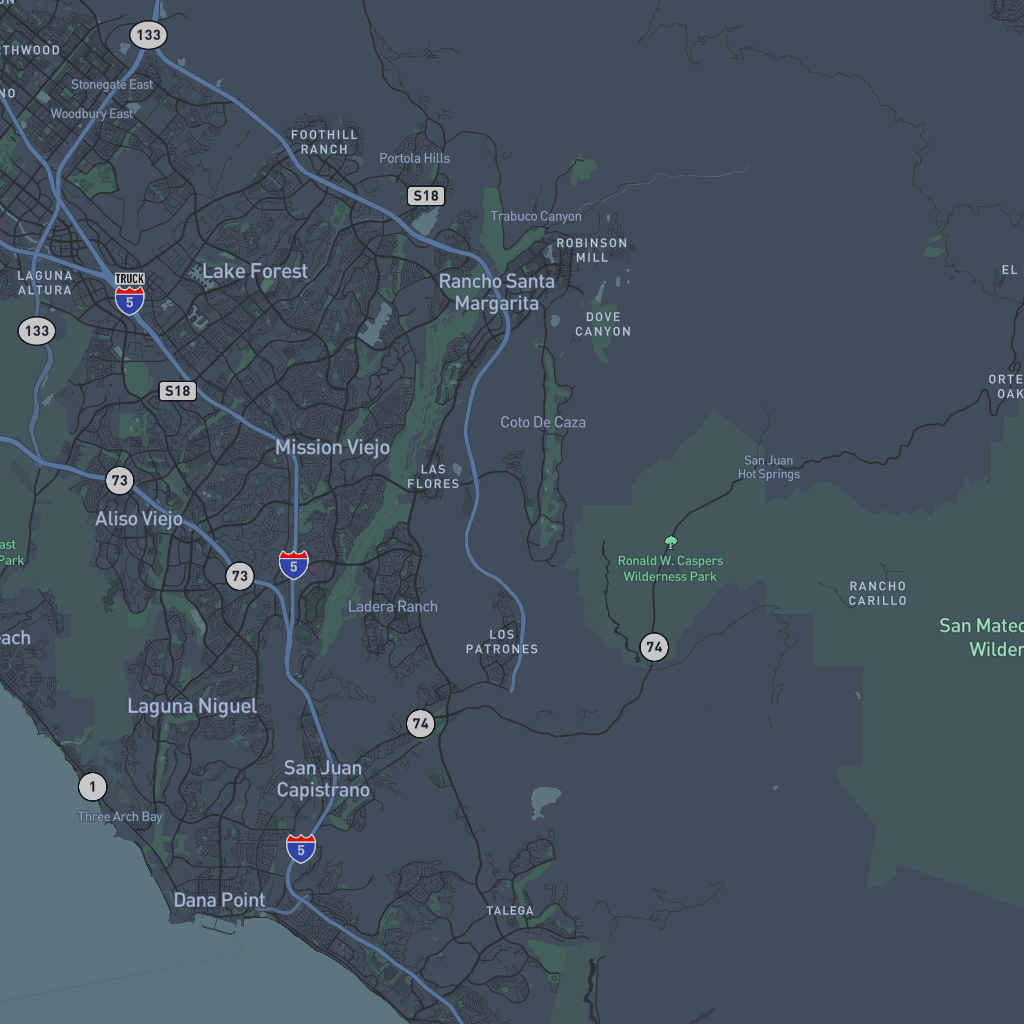 ON
133
RTHWOOD
Stonegate East
NO
Woodbury East
FOOTHILL
RANCH
Portola Hills
S18
Trabuco Canyon
ROBINSON
MILL
LAGUNA
ALTURA
TRUCK
5
Lake Forest
Rancho Santa
Margarita
EL
133
DOVE
CANYON
S18
ORTE
OAK
Coto De Caza
Mission Viejo
LAS
FLORES
San Juan
Hot Springs
73
Aliso Viejo
ast
Park
73
5
Ronald W. Caspers
Wilderness Park
RANCHO
CARILLO
Ladera Ranch
LOS
PATRONES
74
San Mateo
Wilder
each
Laguna Niguel
74
San Juan
Capistrano
1
Three Arch Bay
5
Dana Point
TALEGA